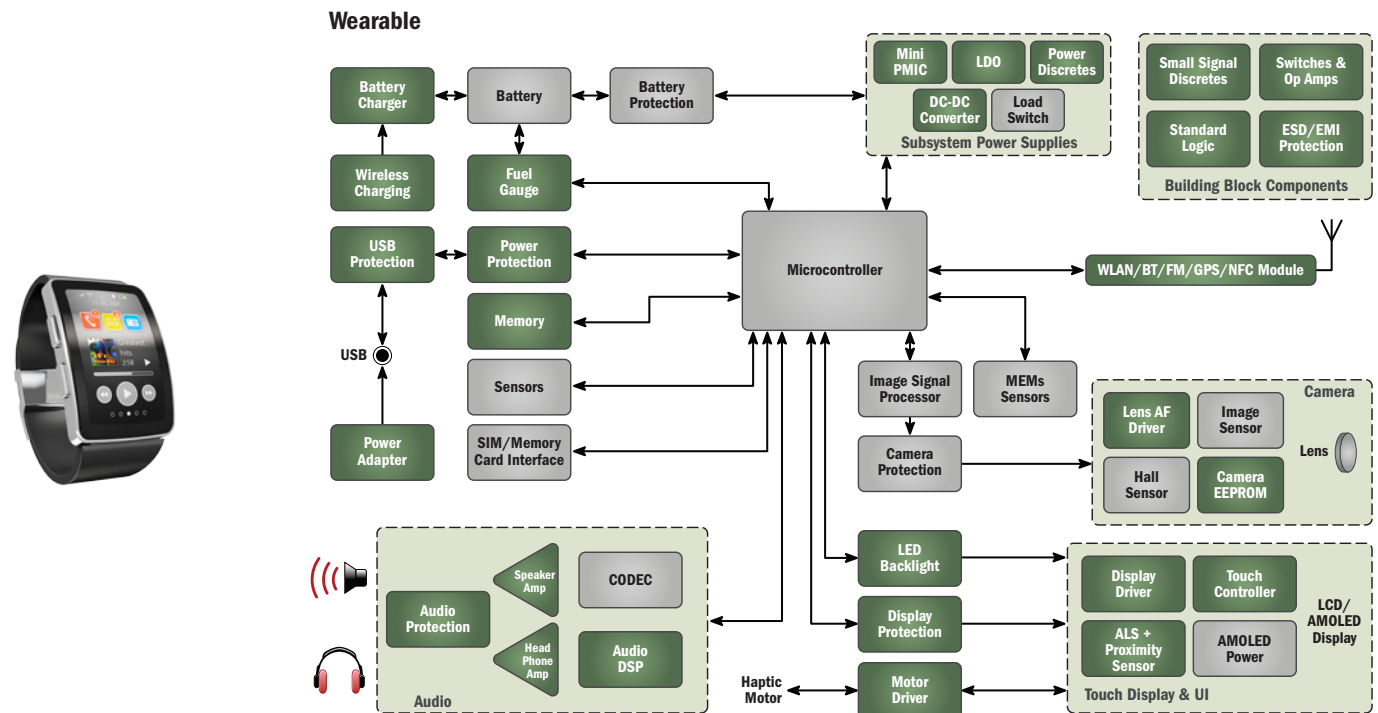 Wearable
Battery
Charger
Battery
Battery
Protection
Mini
PMIC
LDO
Power
Discretes
DC-DC
Converter
Load
Switch
Subsystem Power Supplies
Small Signal
Discretes
Switches &
Op Amps
Standard
Logic
ESD/EMI
Protection
Building Block Components
Wireless
Charging
Fuel
Gauge
USB
Protection
Power
Protection
Microcontroller
WLAN/BT/FM/GPS/NFC Module
Memory
USB
Sensors
Image Signal
Processor
MEMs
Sensors
Power
Adapter
SIM/Memory
Card Interface
Camera
Protection
Camera
Lens AF
Driver
Image
Sensor
Lens
Hall
Sensor
Camera
EEPROM
Audio
Protection
Speaker
Amp
CODEC
Head
Phone
Amp
Audio
DSP
Audio
LED
Backlight
Display
Protection
Haptic
Motor
Motor
Driver
Display
Driver
Touch
Controller
LCD/
AMOLED
Display
ALS +
Proximity
Sensor
AMOLED
Power
Touch Display & UI
Greatest
hits
2:58